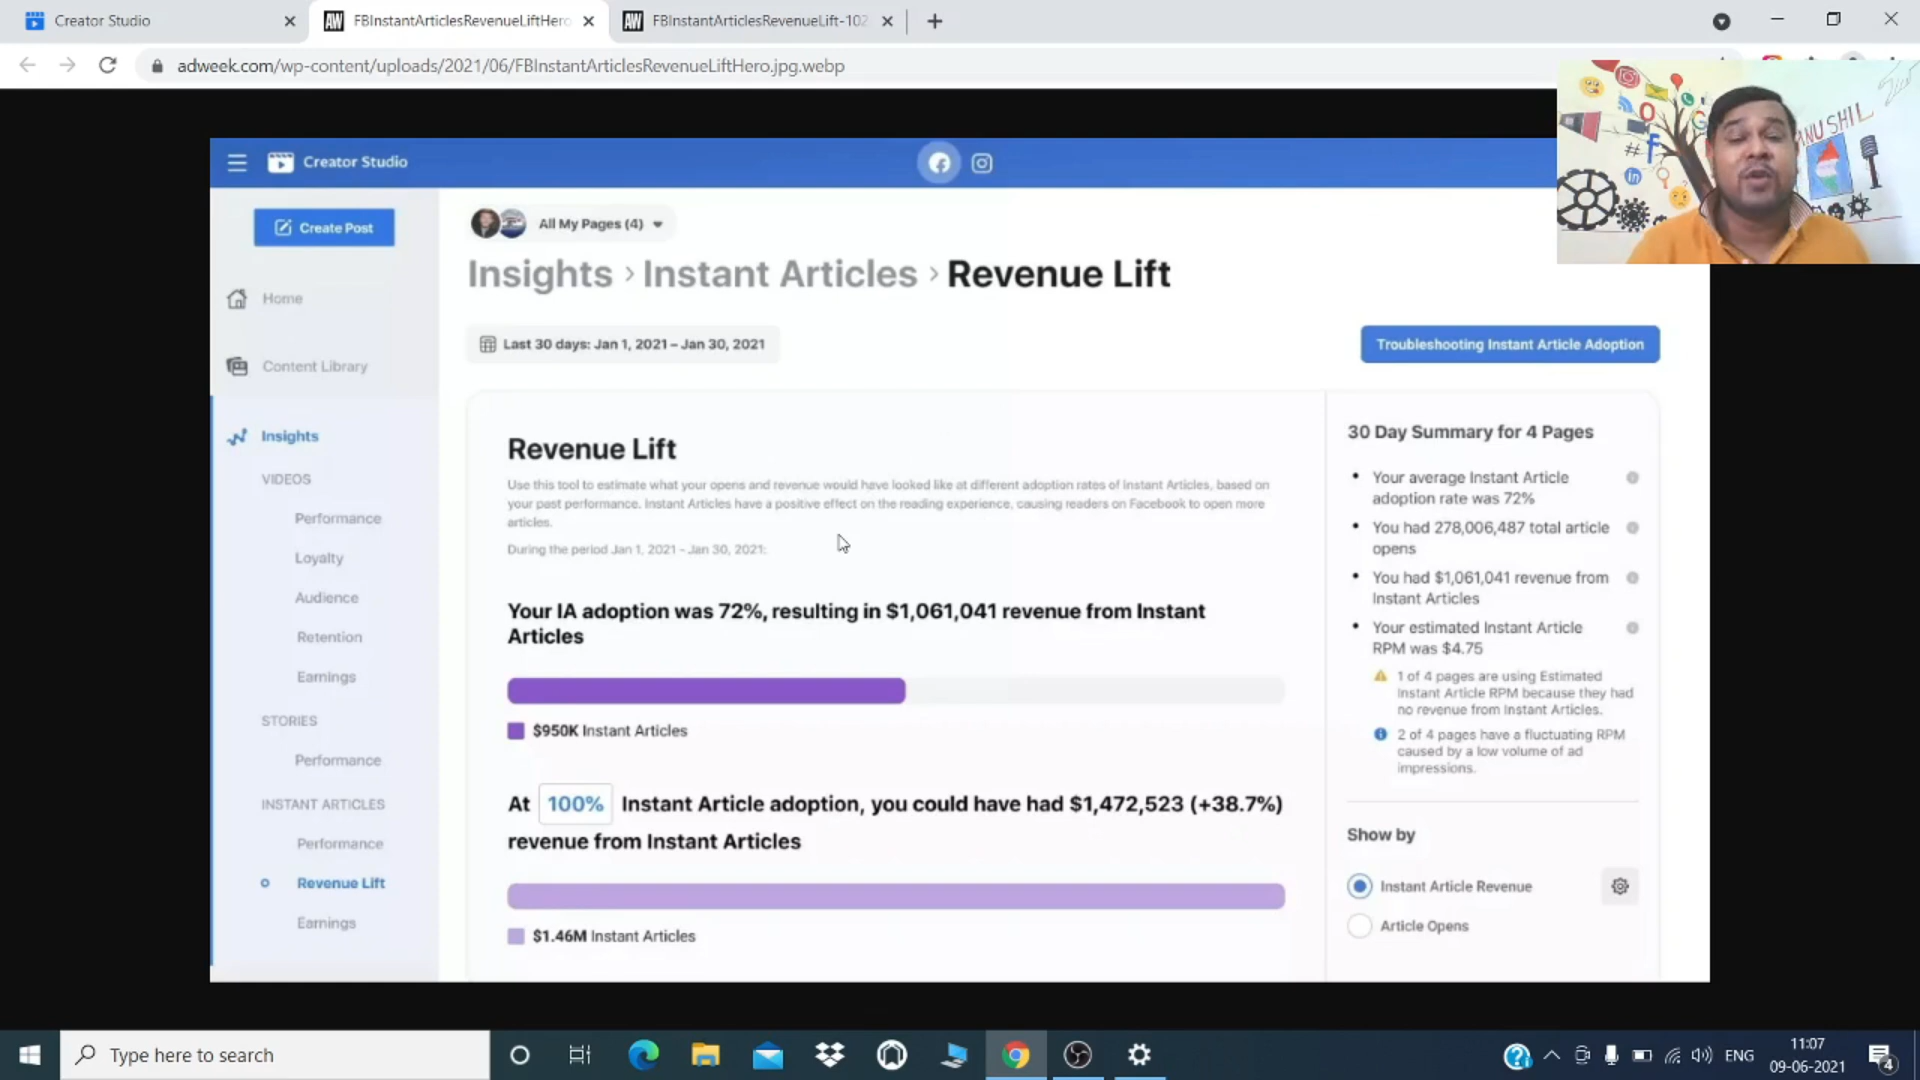 Creator Studio
FBInstantArticlesRevenueLiftHero
FBInstantArticlesRevenueLift-102
adweek.com/wp-content/uploads/2021/06/FBInstantArticlesRevenueLiftHero.jpg.webp
Creator Studio
Create Post
Home
Content Library
Insights
VIDEOS
Performance
Loyalty
Audience
Retention
Earnings
STORIES
Performance
INSTANT ARTICLES
Performance
Revenue Lift
Earnings
All My Pages (4)
Insights › Instant Articles › Revenue Lift
Last 30 days: Jan 1, 2021 – Jan 30, 2021
Troubleshooting Instant Article Adoption
Revenue Lift
Use this tool to estimate what your opens and revenue would have looked like at different adoption rates of Instant Articles, based on
your past performance. Instant Articles have a positive effect on the reading experience, causing readers on Facebook to open more
articles.
During the period Jan 1, 2021 - Jan 30, 2021:
Your IA adoption was 72%, resulting in $1,061,041 revenue from Instant
Articles
$950K Instant Articles
At 100% Instant Article adoption, you could have had $1,472,523 (+38.7%)
revenue from Instant Articles
$1.46M Instant Articles
30 Day Summary for 4 Pages
• Your average Instant Article
adoption rate was 72%
• You had 278,006,487 total article
opens
• You had $1,061,041 revenue from
Instant Articles
• Your estimated Instant Article
RPM was $4.75
1 of 4 pages are using Estimated
Instant Article RPM because they had
no revenue from Instant Articles.
2 of 4 pages have a fluctuating RPM
caused by a low volume of ad
impressions.
Show by
Instant Article Revenue
Article Opens
ANUSHIL
Type here to search
ENG
11:07
09-06-2021
4